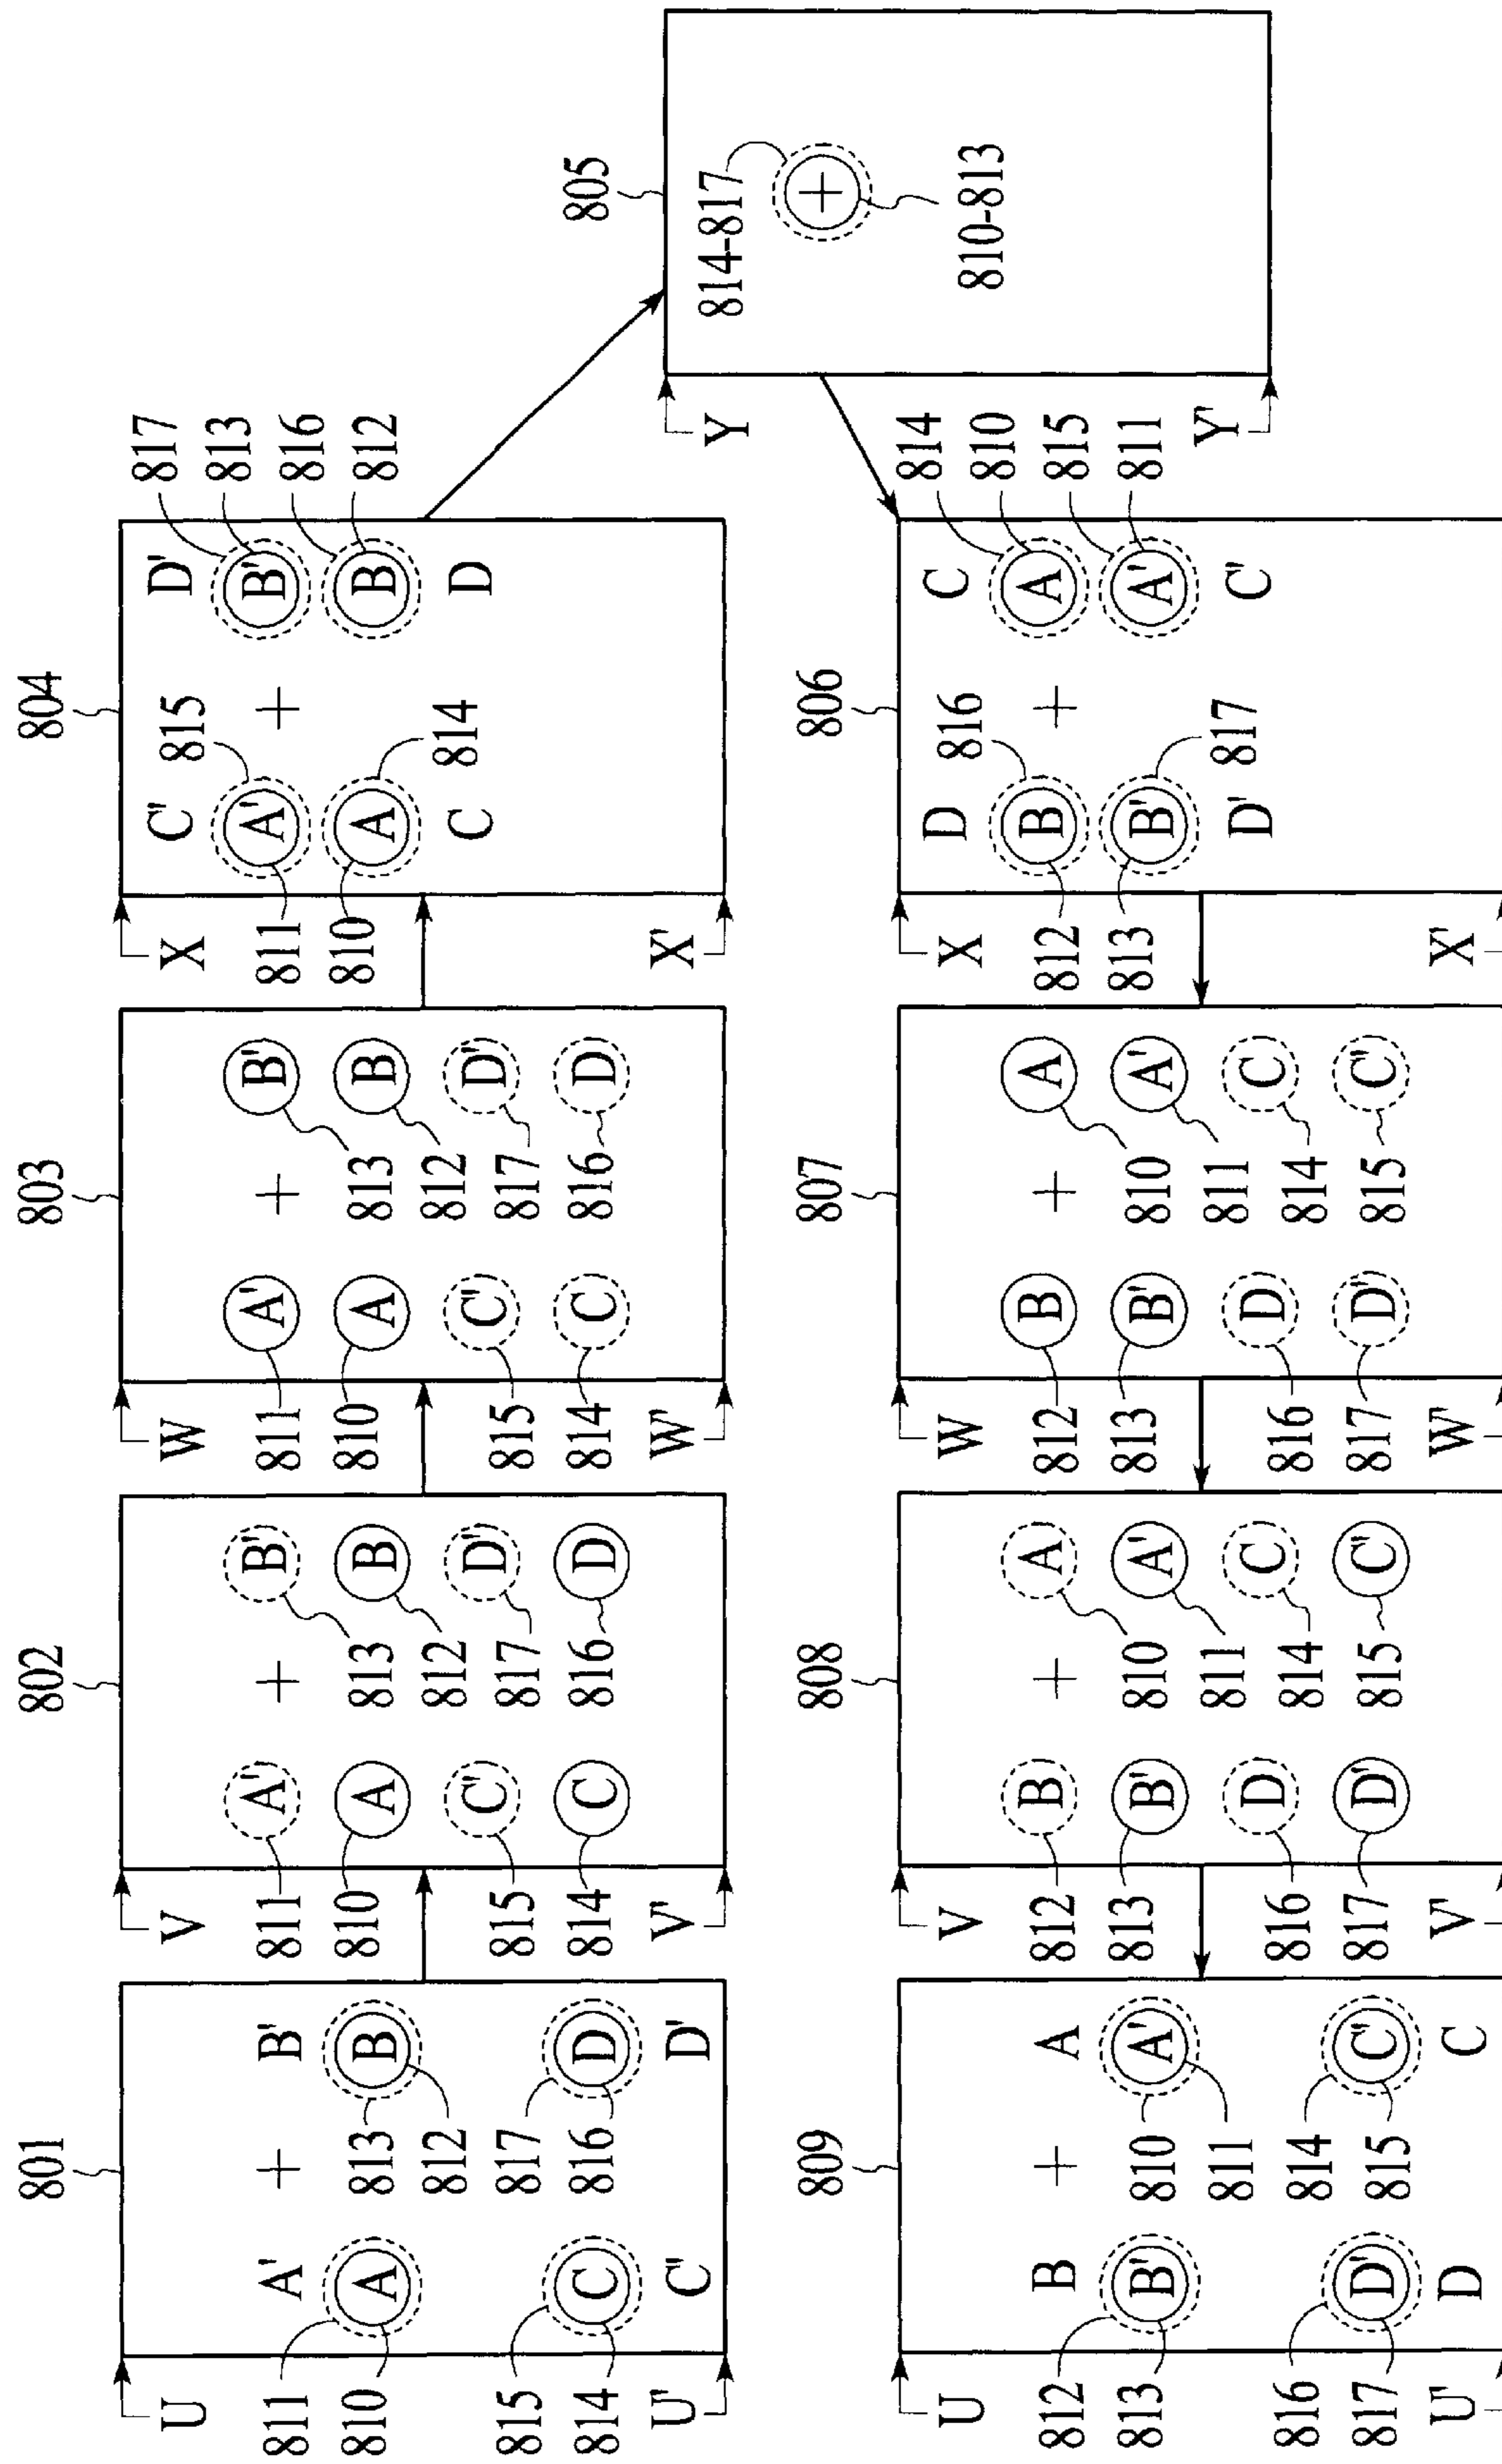 801
U
A' B'
811 A B
810 813
812
815 817
814 C D 816
U' C' D'
802
V
811 A' B'
810 A B 813
812
815 C' D' 817
814 C D 816
V'
803
W
811 A' B'
810 A B 813
812
815 C' D' 817
814 C D 816
W'
804
X C' D' 817
815 813
811 A' B' 816
810 A B 812
814
C D
X'
805
Y 814-817
+
810-813
Y'
806
X D C 814
816 810
812 B A 815
813 B' A' 811
817
D' C'
X'
807
W
812 B A
813 B' A' 810
811
816 D C 814
817 D' C' 815
W'
808
V
812 B A
813 B' A' 810
811
816 D C 814
817 D' C' 815
V'
809
U
B A
812 B' A'
813 810
811
816 814
817 D' C' 815
U' D C